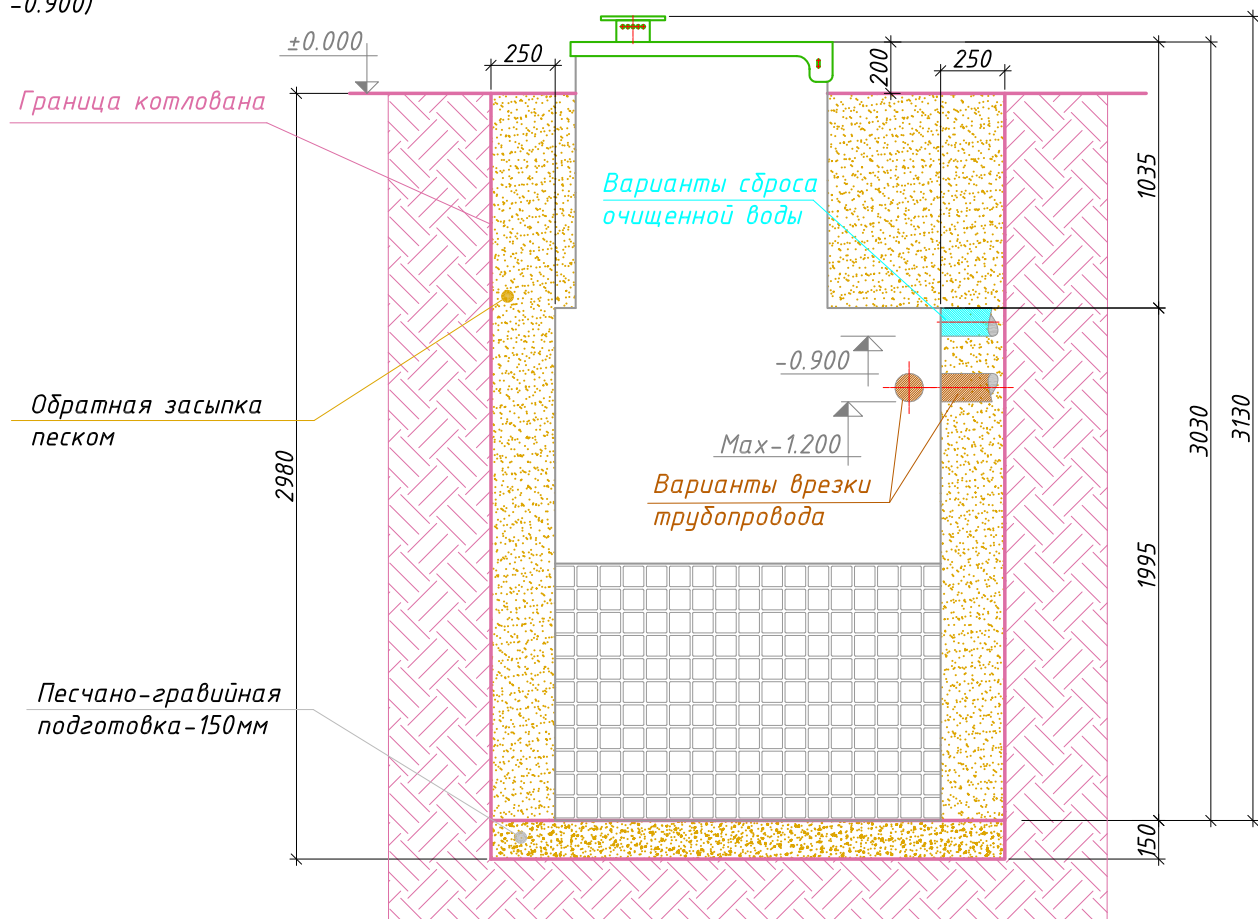 -0.900)
±0.000
250
200
250
Граница котлована
1035
Варианты сброса
очищенной воды
-0.900
Обратная засыпка
песком
Max-1.200
3030
3130
2980
Варианты врезки
трубопровода
1995
Песчано-гравийная
подготовка-150мм
150